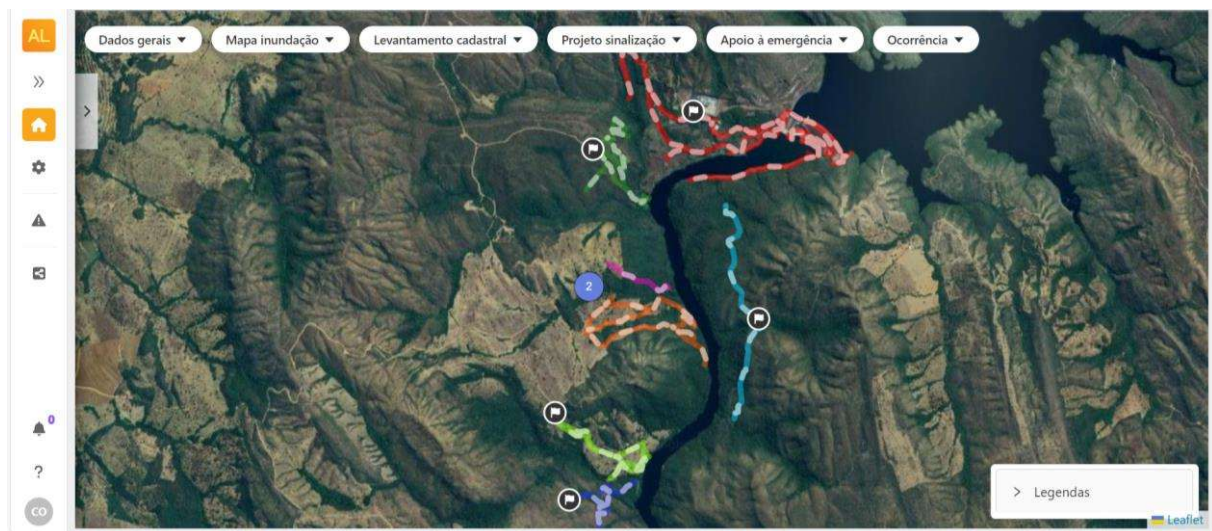 AL
Dados gerais ▼
Mapa inundação ▼
Levantamento cadastral ▼
Projeto sinalização ▼
Apoio à emergência ▼
Ocorrência ▼
2
0
?
CO
Legendas
Leaflet